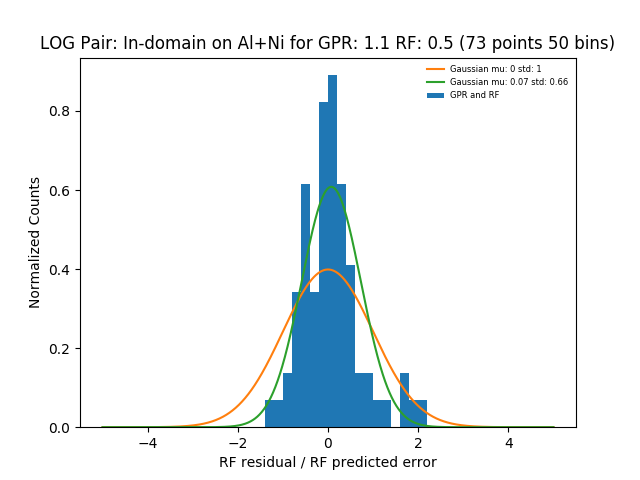 LOG Pair: In-domain on Al+Ni for GPR: 1.1 RF: 0.5 (73 points 50 bins)
Gaussian mu: 0 std: 1
Gaussian mu: 0.07 std: 0.66
GPR and RF
Normalized Counts
0.8
0.6
0.4
0.2
0.0
−4 −2 0 2 4
RF residual / RF predicted error